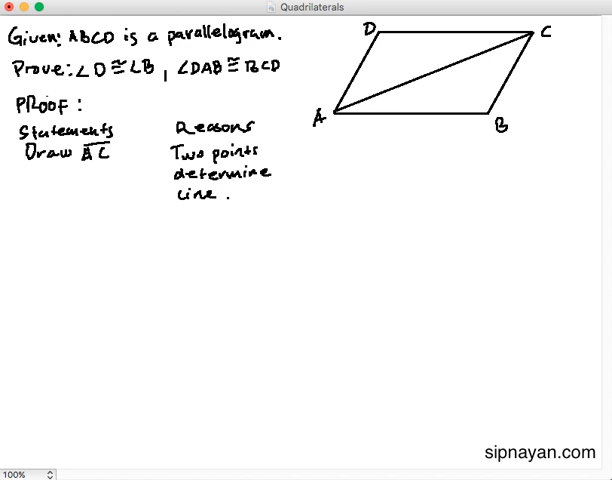 Quadrilaterals
Given: ABCD is a parallelogram.
Prove: ∠D ≅ ∠B , ∠DAB ≅ BCD
PROOF :
Statements Reasons
Draw A̅C̅ Two points
determine
line .
D
C
A
B
sipnayan.com
100%